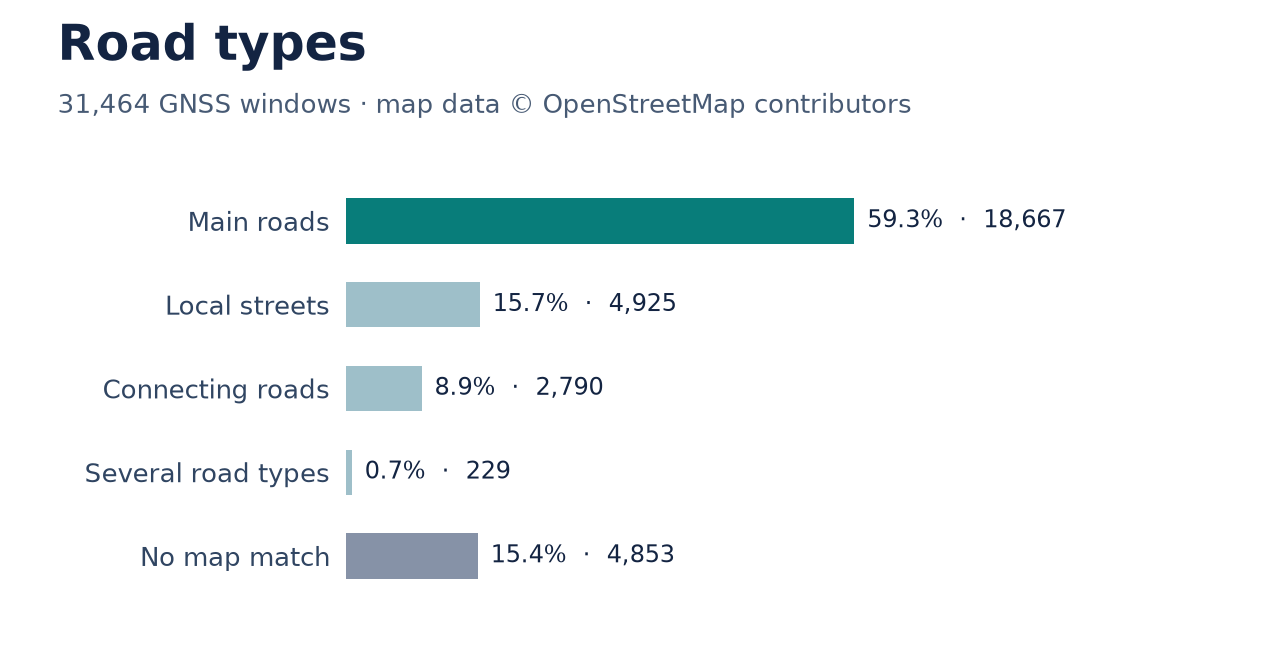 Road types
31,464 GNSS windows · map data © OpenStreetMap contributors
Main roads 59.3% · 18,667
Local streets 15.7% · 4,925
Connecting roads 8.9% · 2,790
Several road types 0.7% · 229
No map match 15.4% · 4,853